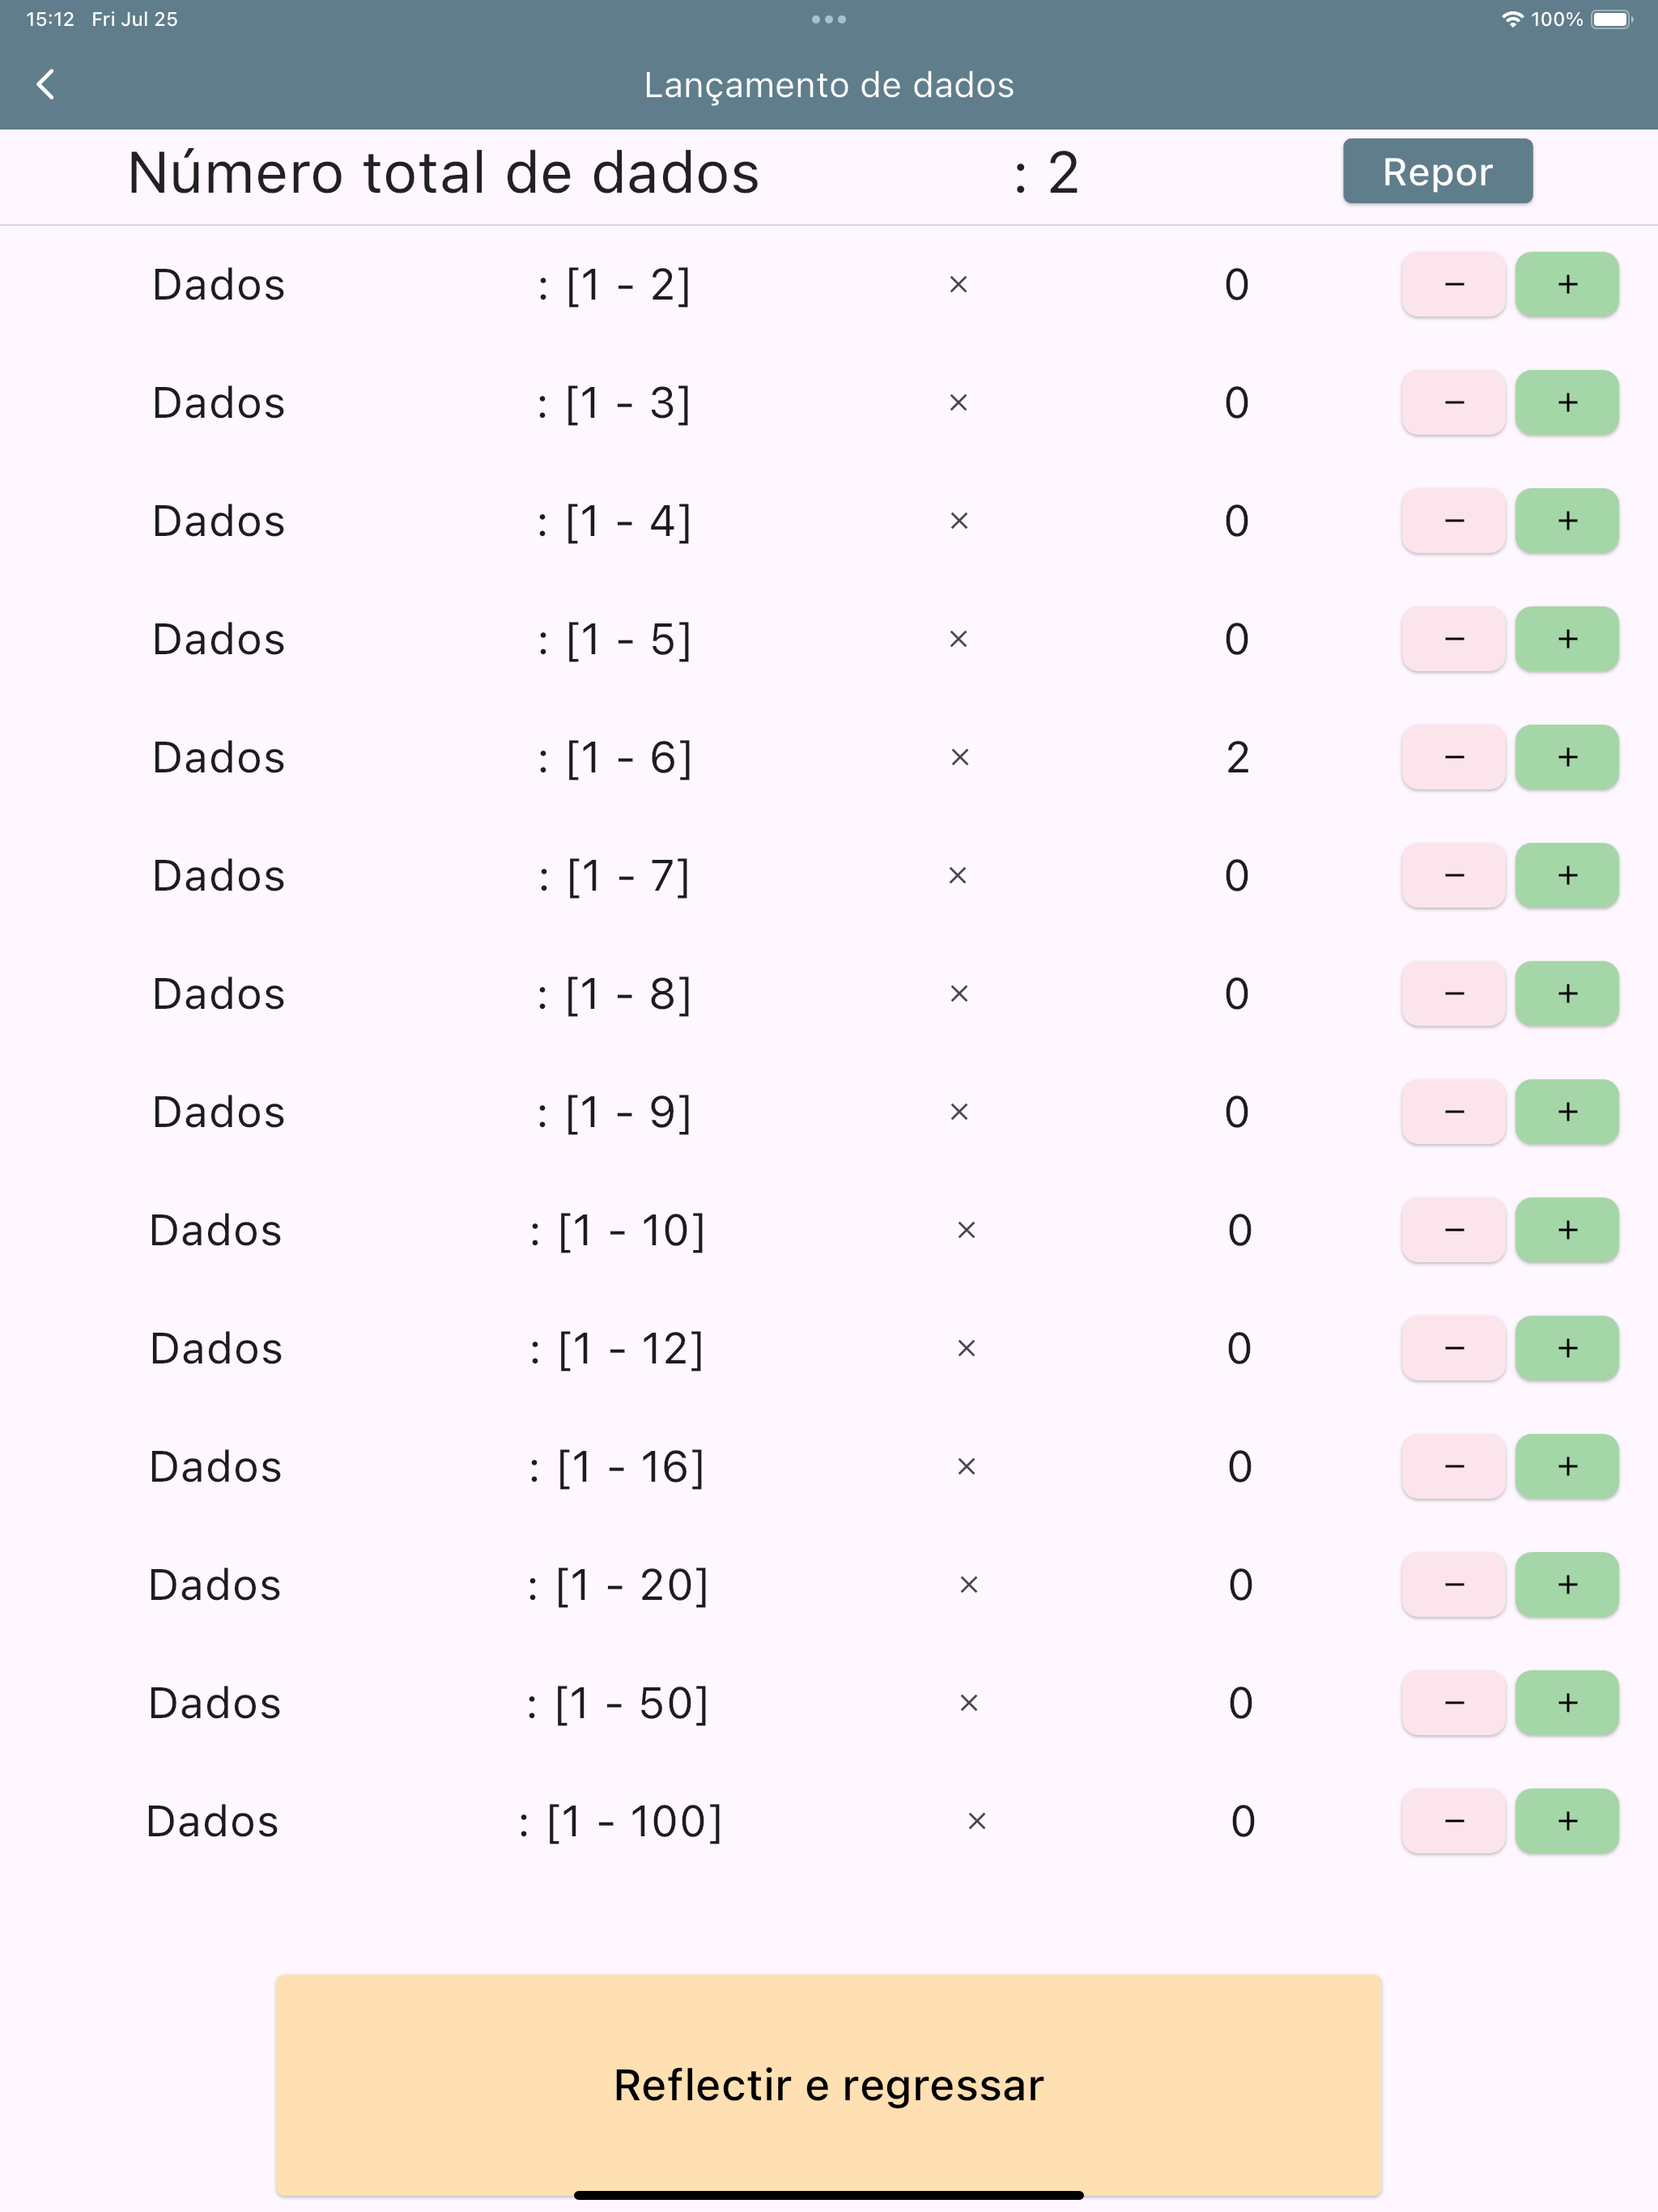 15:12 Fri Jul 25 100%
Lançamento de dados
Número total de dados : 2 Repor
Dados : [1 - 2] × 0 − +
Dados : [1 - 3] × 0 − +
Dados : [1 - 4] × 0 − +
Dados : [1 - 5] × 0 − +
Dados : [1 - 6] × 2 − +
Dados : [1 - 7] × 0 − +
Dados : [1 - 8] × 0 − +
Dados : [1 - 9] × 0 − +
Dados : [1 - 10] × 0 − +
Dados : [1 - 12] × 0 − +
Dados : [1 - 16] × 0 − +
Dados : [1 - 20] × 0 − +
Dados : [1 - 50] × 0 − +
Dados : [1 - 100] × 0 − +
Reflectir e regressar